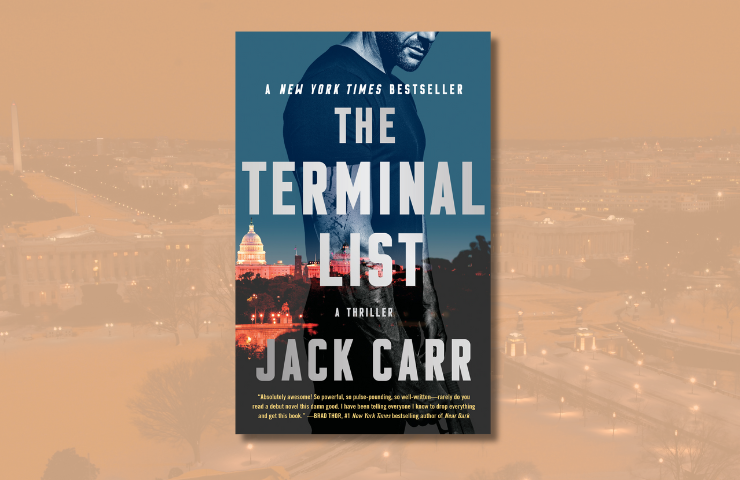 A NEW YORK TIMES BESTSELLER
THE
TERMINAL
LIST
A THRILLER
JACK CARR
"Absolutely awesome! So powerful, so pulse-pounding, so well-written—rarely do you
read a debut novel this damn good. I have been telling everyone I know to drop everything
and get this book." —BRAD THOR, #1 New York Times bestselling author of Near Dark